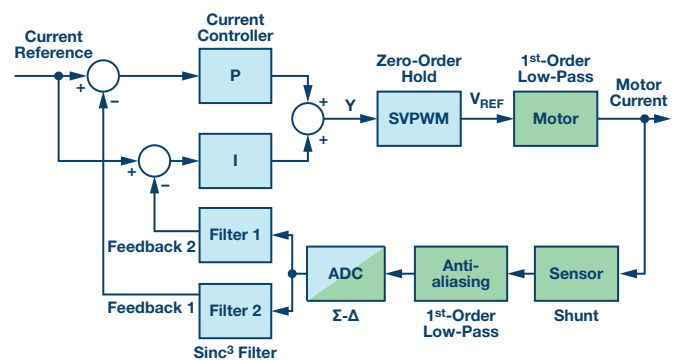 Current
Controller
Current
Reference
P
+
−
+
+
Y
Zero-Order
Hold
SVPWM
VREF
1st-Order
Low-Pass
Motor
Motor
Current
I
+
−
Feedback 2
Filter 1
Feedback 1
Filter 2
Sinc³ Filter
ADC
Σ-Δ
Anti-
aliasing
1st-Order
Low-Pass
Sensor
Shunt